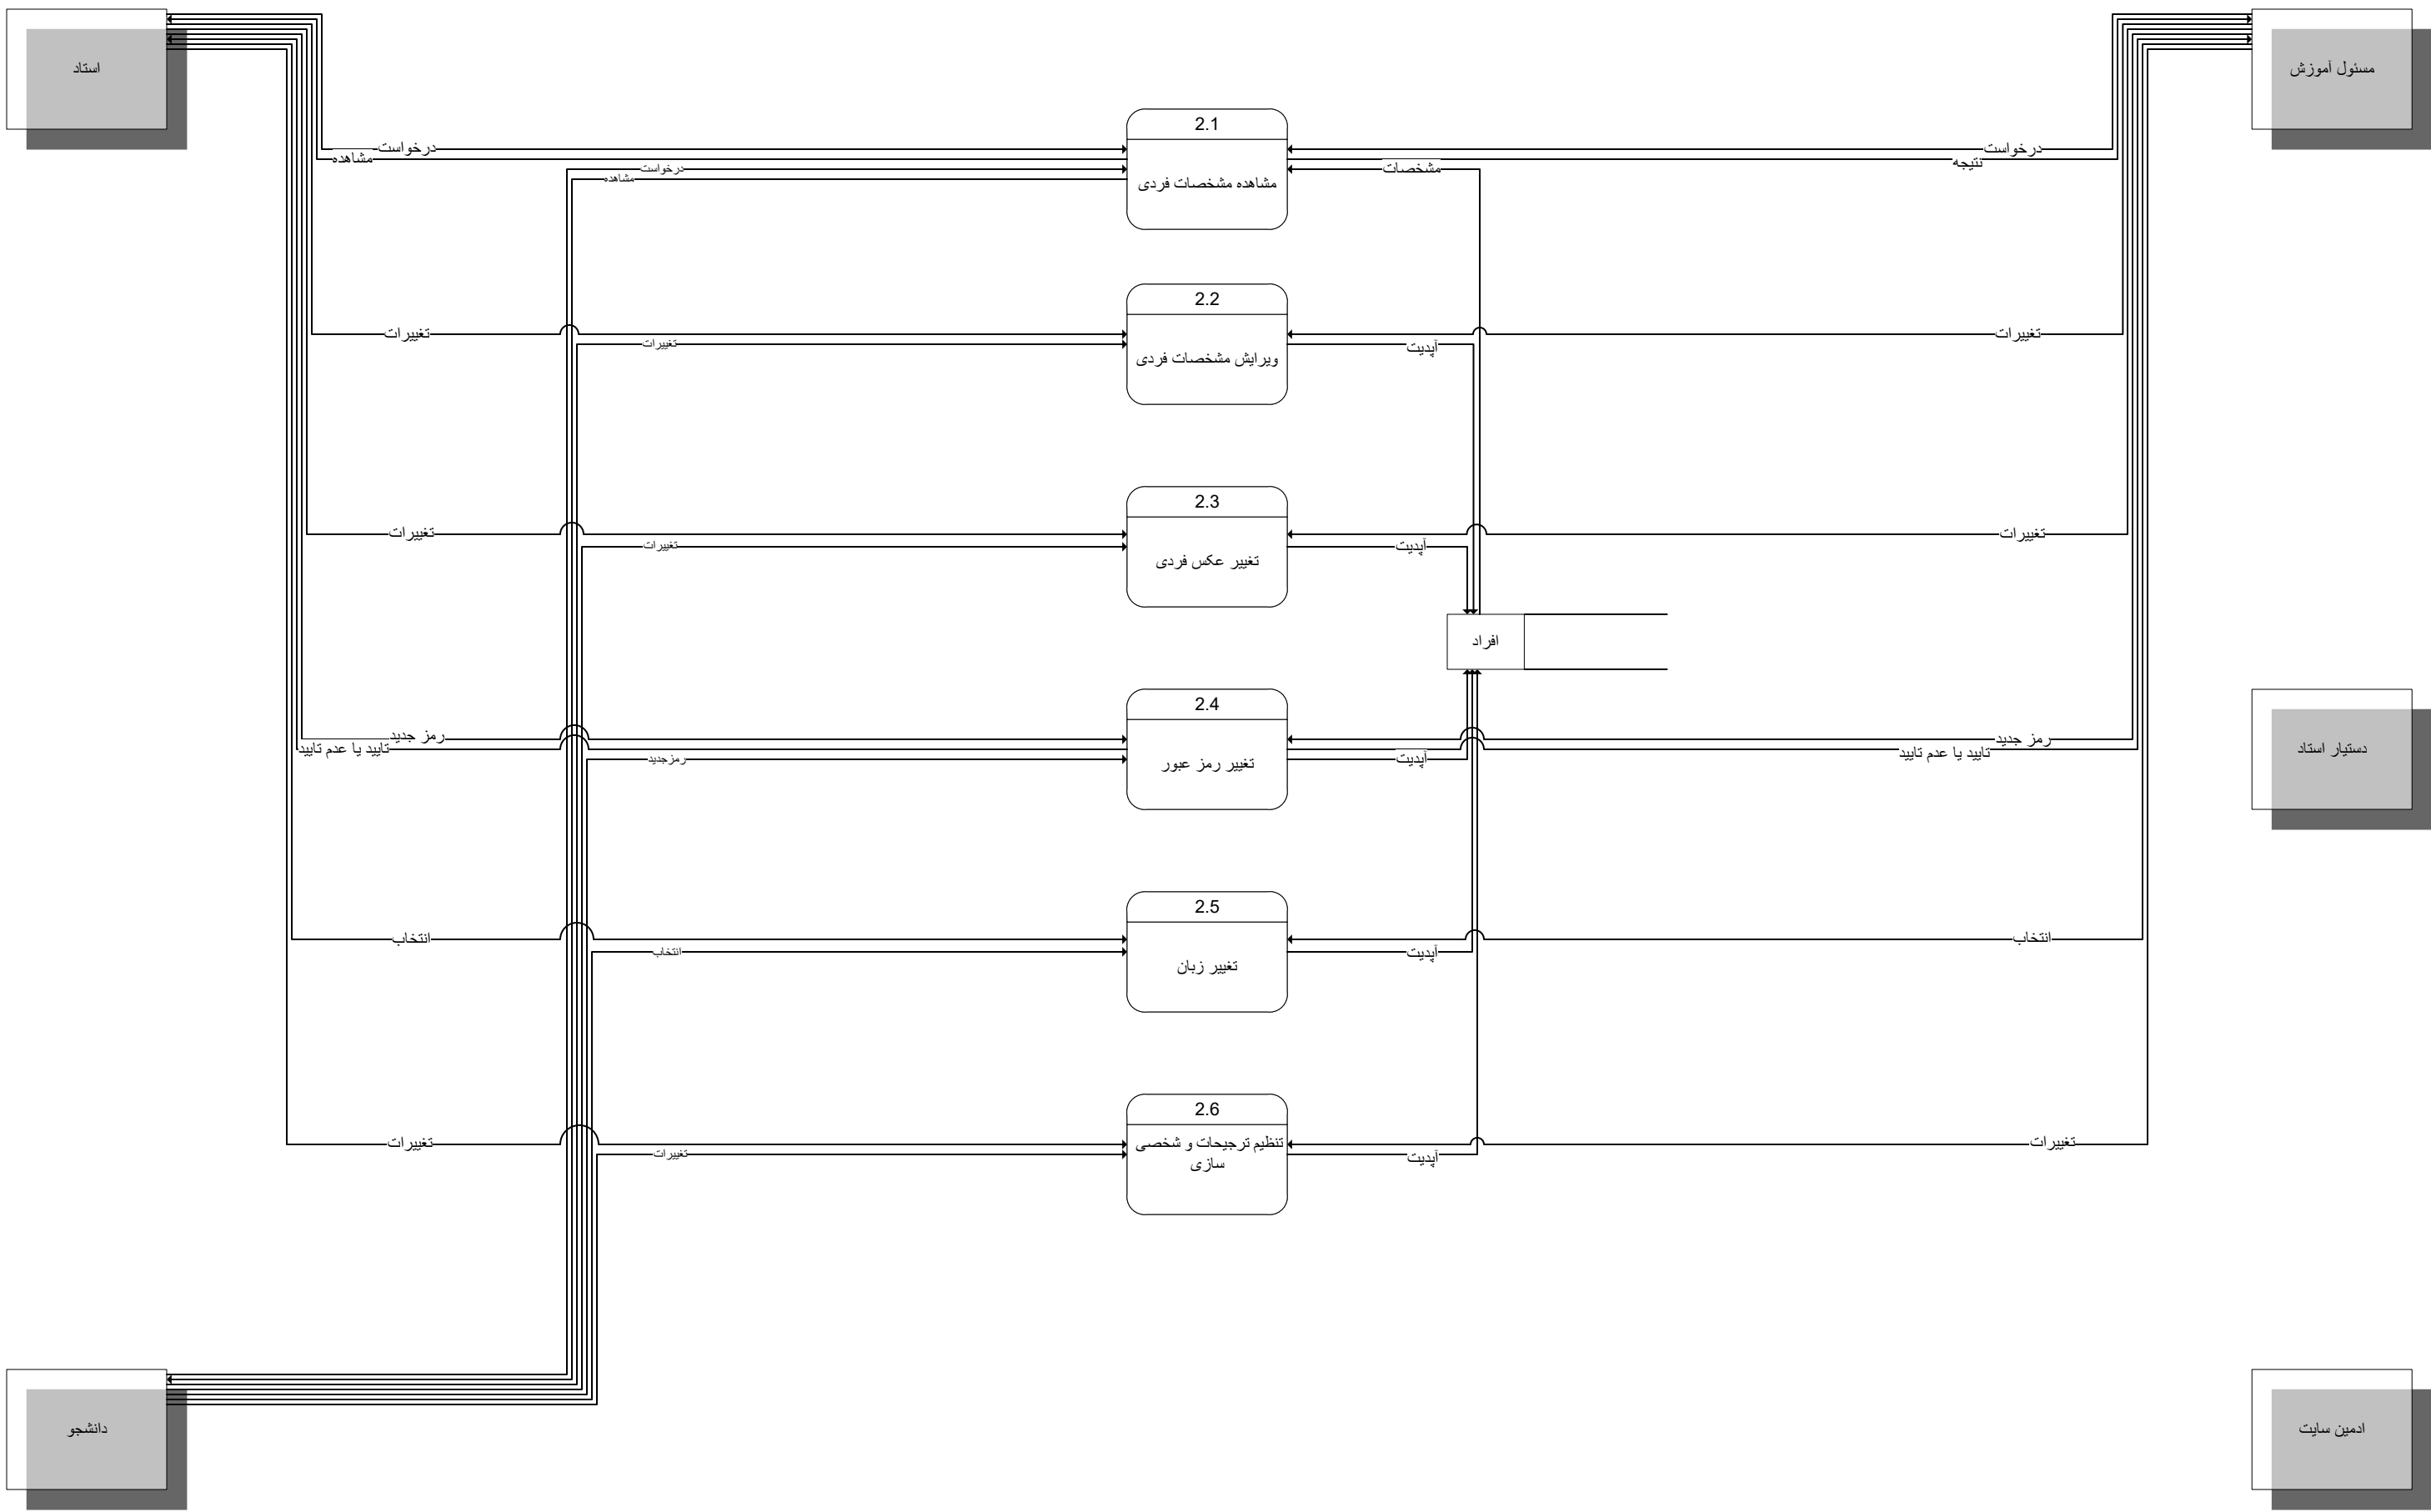 استاد
مسئول آموزش
2.1
مشاهده مشخصات فردی
درخواست
مشاهده
درخواست
مشاهده
درخواست
نتیجه
مشخصات
2.2
ویرایش مشخصات فردی
تغییرات
تغییرات
تغییرات
آپدیت
2.3
تغییر عکس فردی
تغییرات
تغییرات
تغییرات
آپدیت
افراد
2.4
تغییر رمز عبور
رمز جدید
تایید یا عدم تایید
رمزجدید
رمز جدید
تایید یا عدم تایید
آپدیت
دستیار استاد
2.5
تغییر زبان
انتخاب
انتخاب
انتخاب
آپدیت
2.6
تنظیم ترجیحات و شخصی
سازی
تغییرات
تغییرات
تغییرات
آپدیت
دانشجو
ادمین سایت